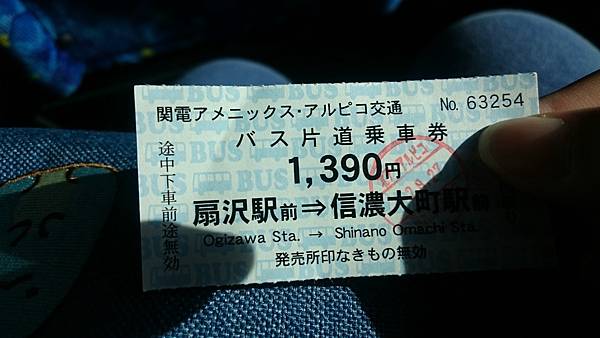 関電アメニックス・アルピコ交通 No. 63254
バス片道乗車券
1,390円
扇沢駅前⇒信濃大町駅前
Ogizawa Sta. → Shinano Omachi Sta.
発売所印なきもの無効
途中下車前途無効